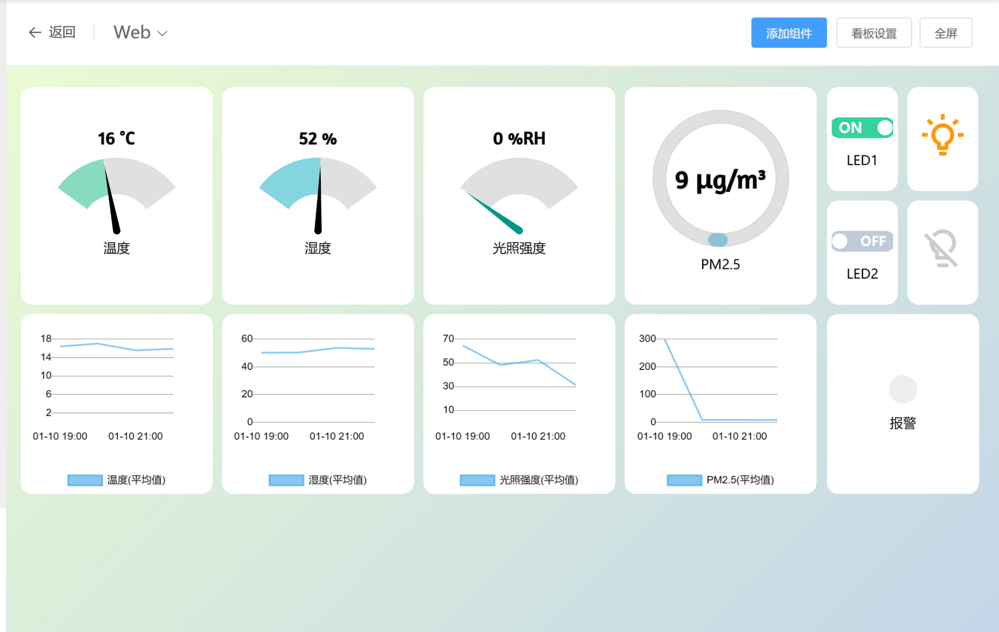 返回
Web
添加组件
看板设置
全屏
16 °C
温度
52 %
湿度
0 %RH
光照强度
9 μg/m³
PM2.5
ON
LED1
OFF
LED2
18
14
10
6
2
01-10 19:00 01-10 21:00
温度(平均值)
60
40
20
0
01-10 19:00 01-10 21:00
湿度(平均值)
70
50
30
10
01-10 19:00 01-10 21:00
光照强度(平均值)
300
200
100
0
01-10 19:00 01-10 21:00
PM2.5(平均值)
报警